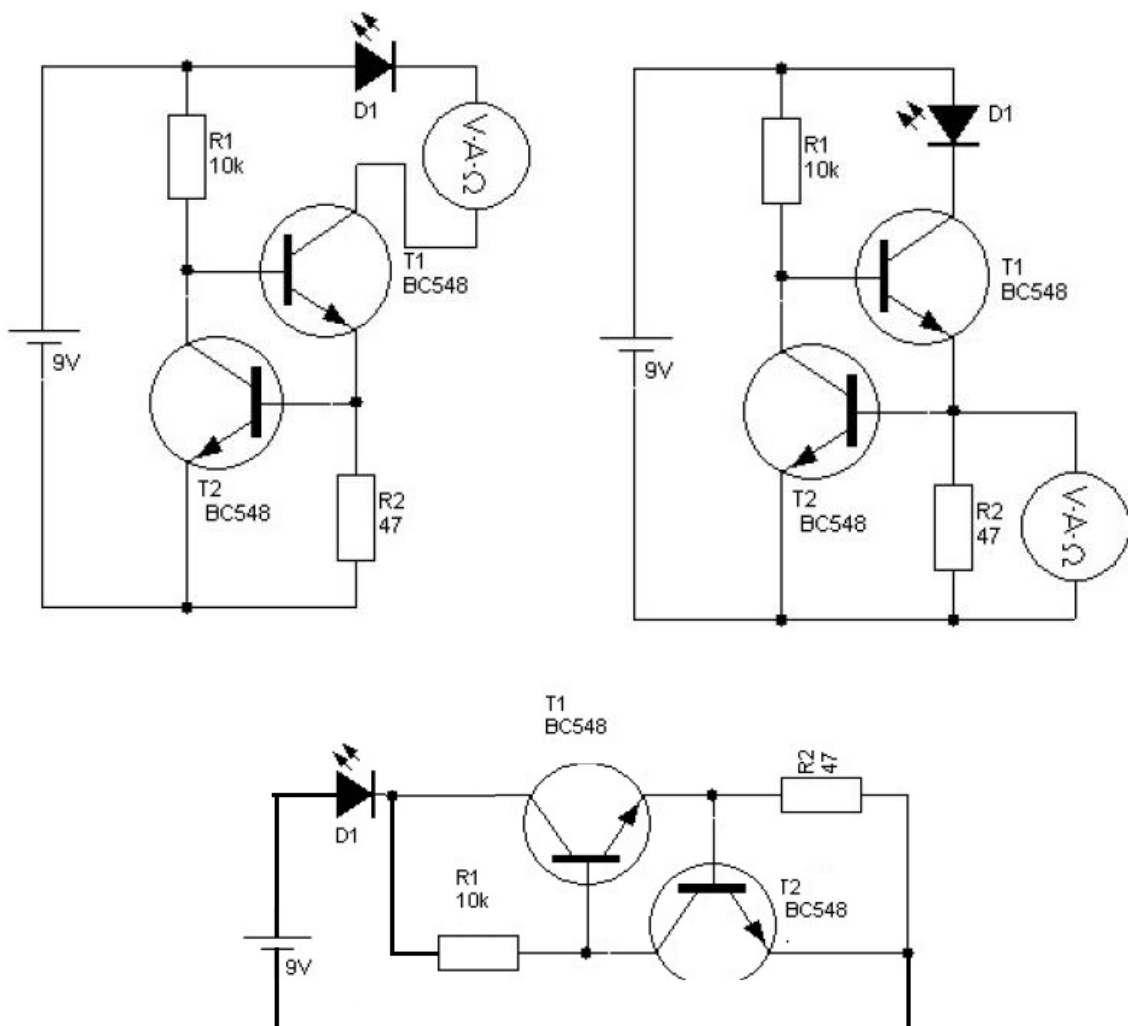 D1
R1
10k
V-A-Ω
T1
BC548
9V
T2
BC548
R2
47
D1
R1
10k
T1
BC548
9V
T2
BC548
R2
47
V-A-Ω
T1
BC548
R2
47
D1
R1
10k
T2
BC548
9V